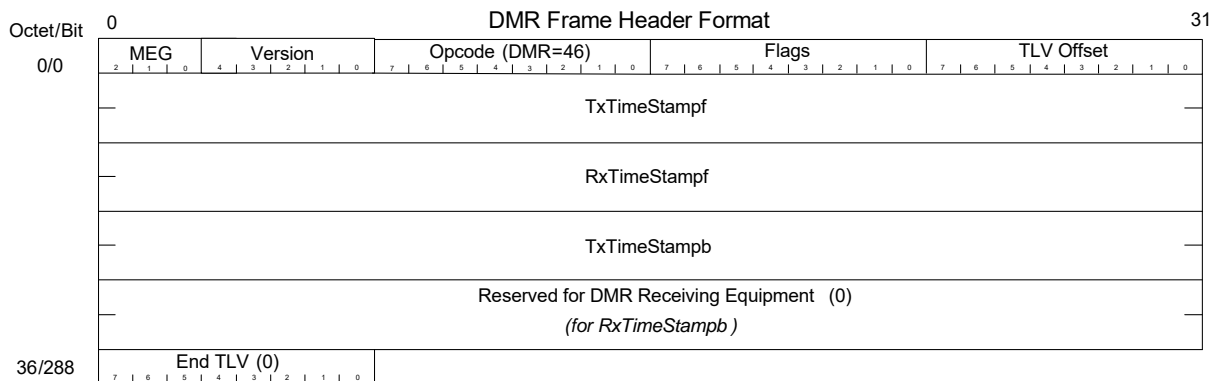 DMR Frame Header Format
Octet/Bit 0 31
MEG Version Opcode (DMR=46) Flags TLV Offset
0/0 2 1 0 4 3 2 1 0 7 6 5 4 3 2 1 0 7 6 5 4 3 2 1 0 7 6 5 4 3 2 1 0
TxTimeStampf
RxTimeStampf
TxTimeStampb
Reserved for DMR Receiving Equipment (0)
(for RxTimeStampb )
End TLV (0)
36/288 7 6 5 4 3 2 1 0